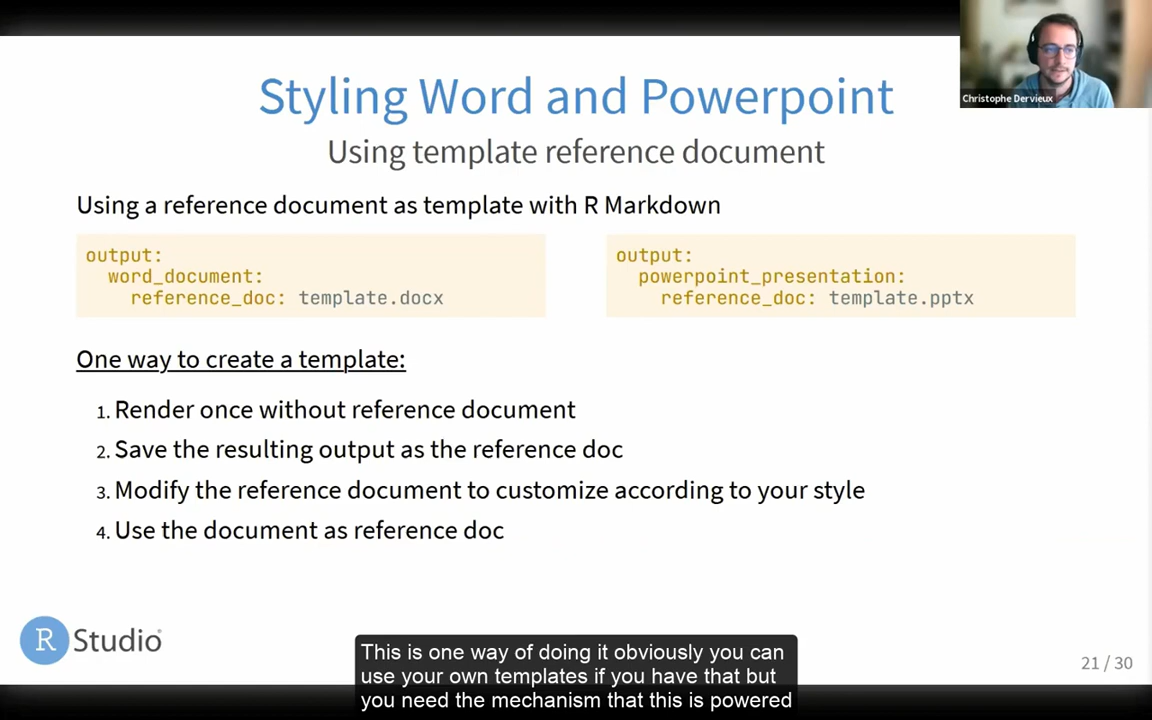 Christophe Dervieux
Styling Word and Powerpoint
Using template reference document
Using a reference document as template with R Markdown
output:
  word_document:
    reference_doc: template.docx
output:
  powerpoint_presentation:
    reference_doc: template.pptx
One way to create a template:
1. Render once without reference document
2. Save the resulting output as the reference doc
3. Modify the reference document to customize according to your style
4. Use the document as reference doc
R Studio®
This is one way of doing it obviously you can
use your own templates if you have that but
you need the mechanism that this is powered
21 / 30